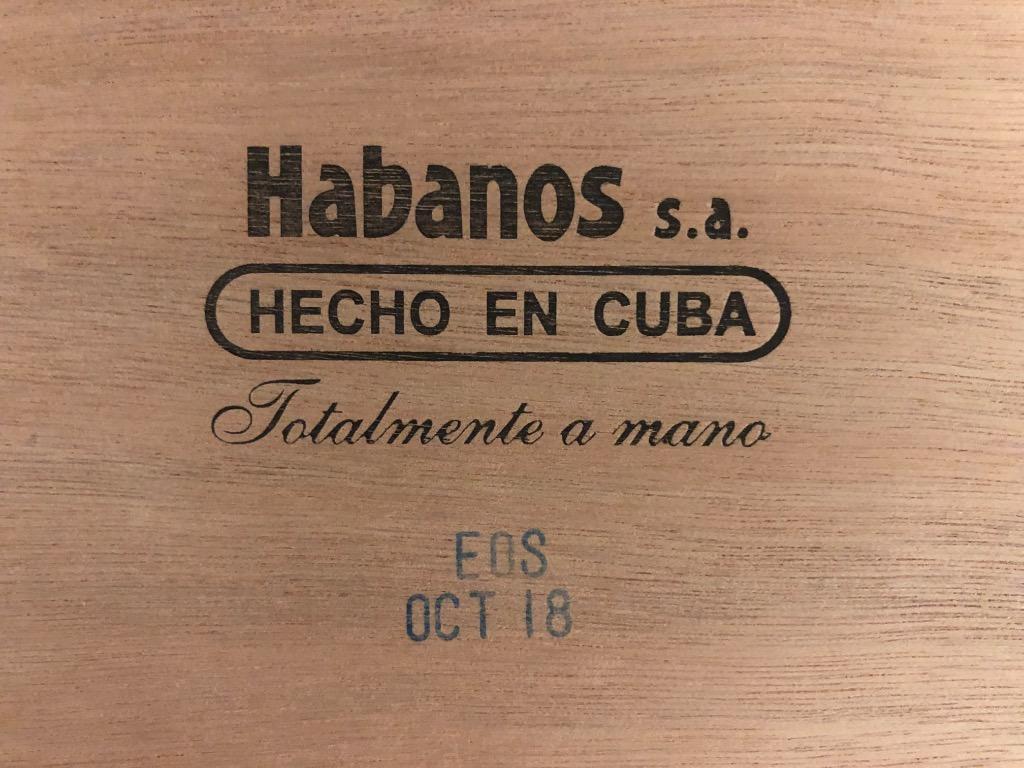 Habanos s.a.
HECHO EN CUBA
Totalmente a mano
EOS
OCT 18